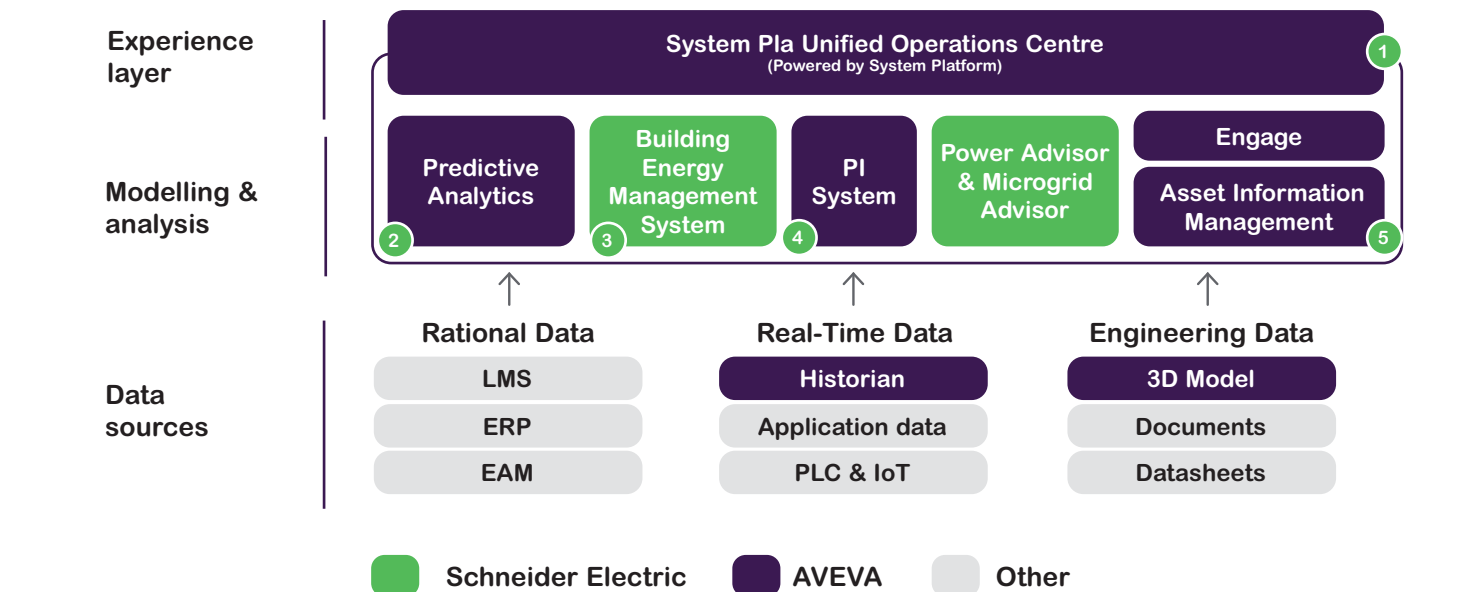 Experience
layer
System Pla Unified Operations Centre
(Powered by System Platform)
1
Modelling &
analysis
Predictive
Analytics
2
Building
Energy
Management
System
3
PI
System
4
Power Advisor
& Microgrid
Advisor
Engage
Asset Information
Management
5
Data
sources
Rational Data
LMS
ERP
EAM
Real-Time Data
Historian
Application data
PLC & IoT
Engineering Data
3D Model
Documents
Datasheets
Schneider Electric
AVEVA
Other